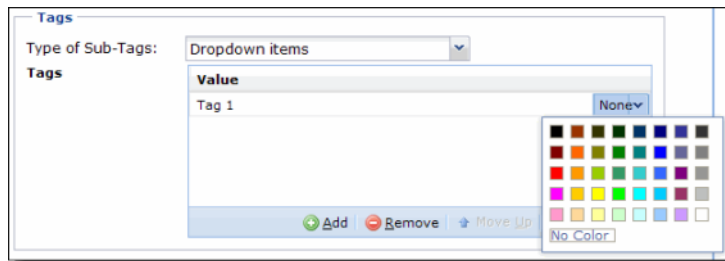 Tags
Type of Sub-Tags: Dropdown items
Tags
Value
Tag 1 None
Add Remove Move Up
No Color